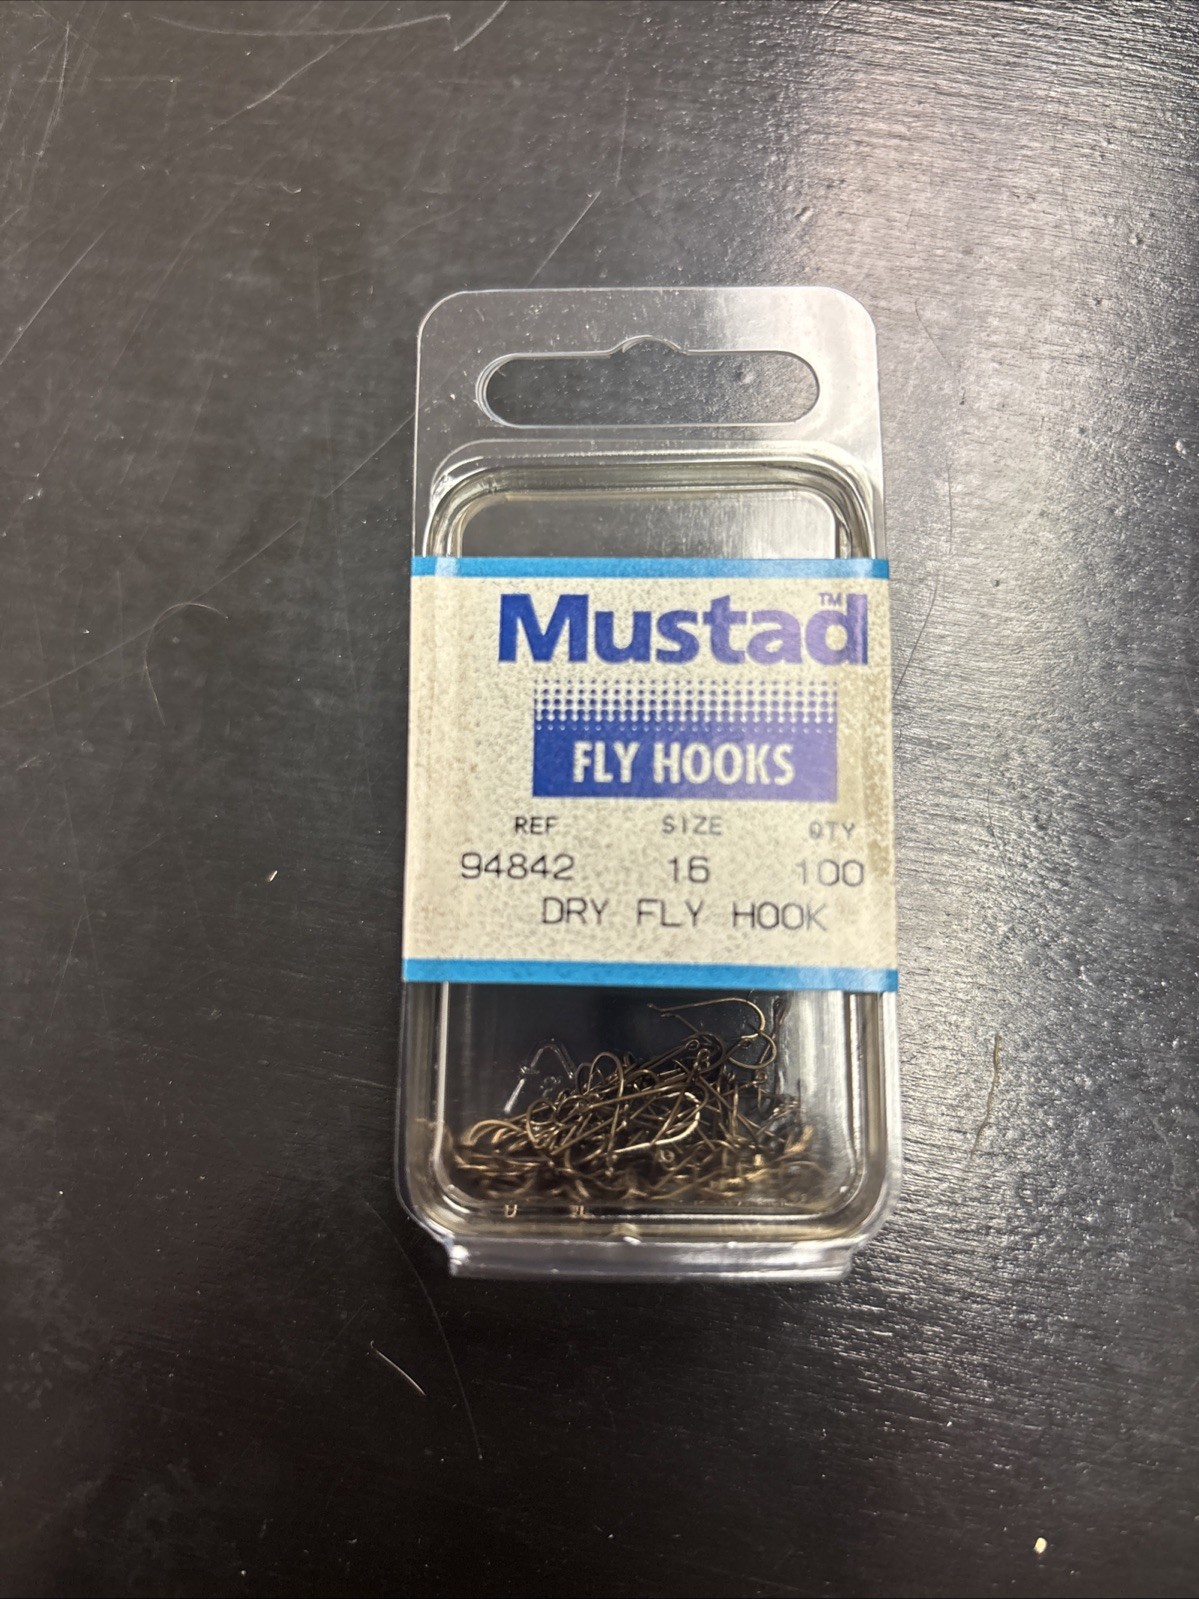 Mustad™
FLY HOOKS
REF SIZE QTY
94842 16 100
DRY FLY HOOK